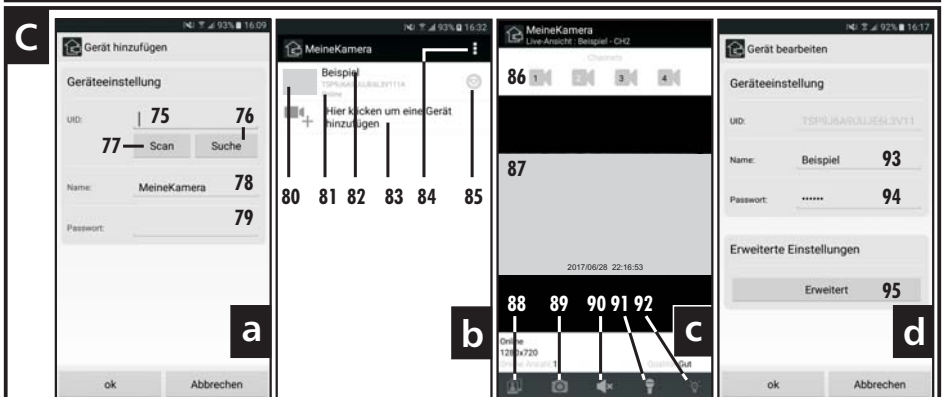 C
16:09
93%
Gerät hinzufügen
Geräteeinstellung
UID:
75
76
77
Scan
Suche
Name:
MeineKamera
78
79
Passwort:
a
ok
Abbrechen
93%
16:32
MeineKamera
Beispiel
Online
Hier klicken um eine Gerät
hinzufügen
80 81 82 83 84 85
b
MeineKamera
Live-Ansicht : Beispiel - CH2
Channels
86
1
2
3
4
87
2017/06/28 22:16:53
88 89 90 91 92
c
Online
1280x720
Online Anzahl:1
Gut
92%
16:17
Gerät bearbeiten
Geräteeinstellung
UID:
Name:
Beispiel
93
Passwort:
••••••
94
Erweiterte Einstellungen
Erweitert
95
d
ok
Abbrechen